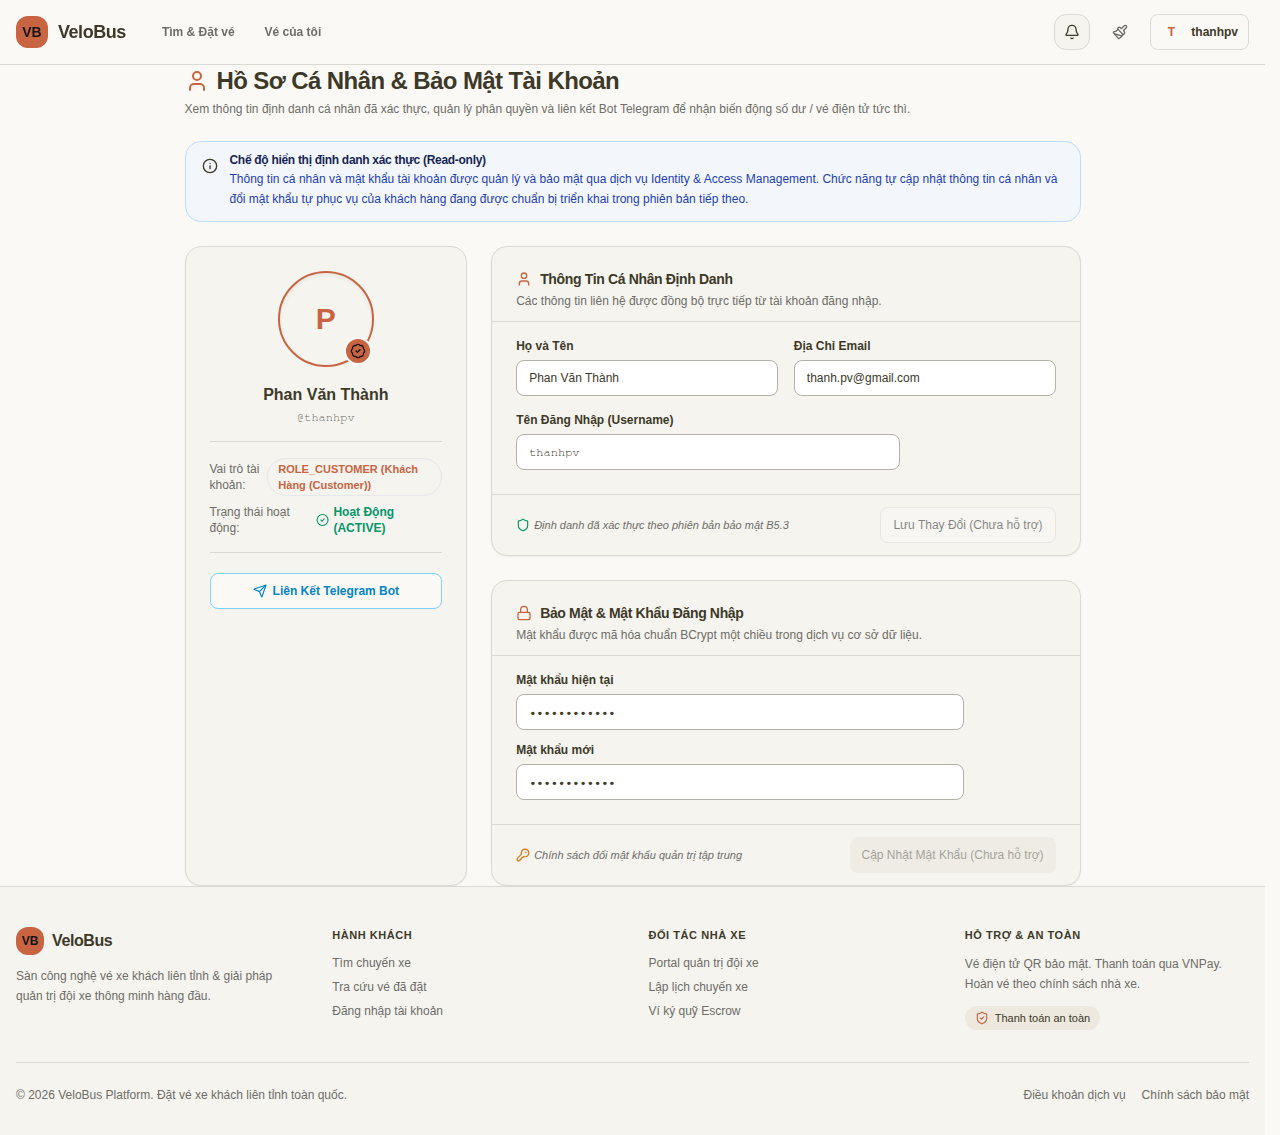 VB VeloBus Tìm & Đặt vé Vé của tôi T thanhpv
Hồ Sơ Cá Nhân & Bảo Mật Tài Khoản
Xem thông tin định danh cá nhân đã xác thực, quản lý phân quyền và liên kết Bot Telegram để nhận biến động số dư / vé điện tử tức thì.
Chế độ hiển thị định danh xác thực (Read-only)
Thông tin cá nhân và mật khẩu tài khoản được quản lý và bảo mật qua dịch vụ Identity & Access Management. Chức năng tự cập nhật thông tin cá nhân và
đổi mật khẩu tự phục vụ của khách hàng đang được chuẩn bị triển khai trong phiên bản tiếp theo.
P
Phan Văn Thành
@thanhpv
Vai trò tài
khoản:
ROLE_CUSTOMER (Khách
Hàng (Customer))
Trạng thái hoạt
động:
Hoạt Động
(ACTIVE)
Liên Kết Telegram Bot
Thông Tin Cá Nhân Định Danh
Các thông tin liên hệ được đồng bộ trực tiếp từ tài khoản đăng nhập.
Họ và Tên
Phan Văn Thành
Địa Chỉ Email
thanh.pv@gmail.com
Tên Đăng Nhập (Username)
thanhpv
Định danh đã xác thực theo phiên bản bảo mật B5.3
Lưu Thay Đổi (Chưa hỗ trợ)
Bảo Mật & Mật Khẩu Đăng Nhập
Mật khẩu được mã hóa chuẩn BCrypt một chiều trong dịch vụ cơ sở dữ liệu.
Mật khẩu hiện tại
••••••••••••
Mật khẩu mới
••••••••••••
Chính sách đổi mật khẩu quản trị tập trung
Cập Nhật Mật Khẩu (Chưa hỗ trợ)
VB VeloBus
Sàn công nghệ vé xe khách liên tỉnh & giải pháp
quản trị đội xe thông minh hàng đầu.
HÀNH KHÁCH
Tìm chuyến xe
Tra cứu vé đã đặt
Đăng nhập tài khoản
ĐỐI TÁC NHÀ XE
Portal quản trị đội xe
Lập lịch chuyến xe
Ví ký quỹ Escrow
HỖ TRỢ & AN TOÀN
Vé điện tử QR bảo mật. Thanh toán qua VNPay.
Hoàn vé theo chính sách nhà xe.
Thanh toán an toàn
© 2026 VeloBus Platform. Đặt vé xe khách liên tỉnh toàn quốc.
Điều khoản dịch vụ Chính sách bảo mật